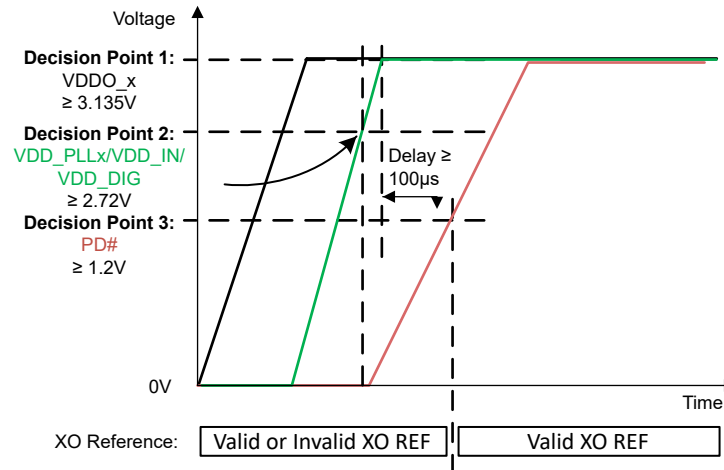 Voltage
Decision Point 1:
VDDO_x
≥ 3.135V
Decision Point 2:
VDD_PLLx/VDD_IN/
VDD_DIG
≥ 2.72V
Decision Point 3:
PD#
≥ 1.2V
Delay ≥
100µs
0V
Time
XO Reference:
Valid or Invalid XO REF
Valid XO REF